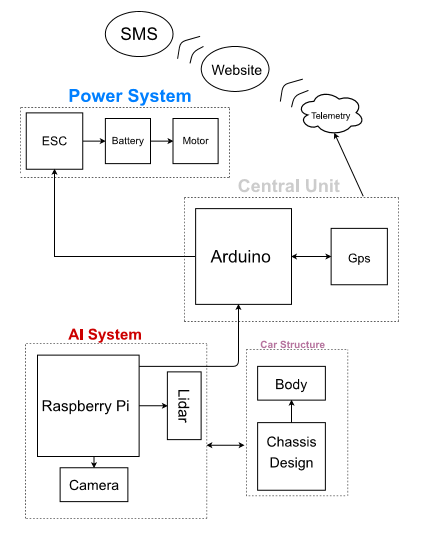 SMS
Website
Telemetry
Power System
ESC
Battery
Motor
Central Unit
Arduino
Gps
AI System
Raspberry Pi
Lidar
Camera
Car Structure
Body
Chassis
Design